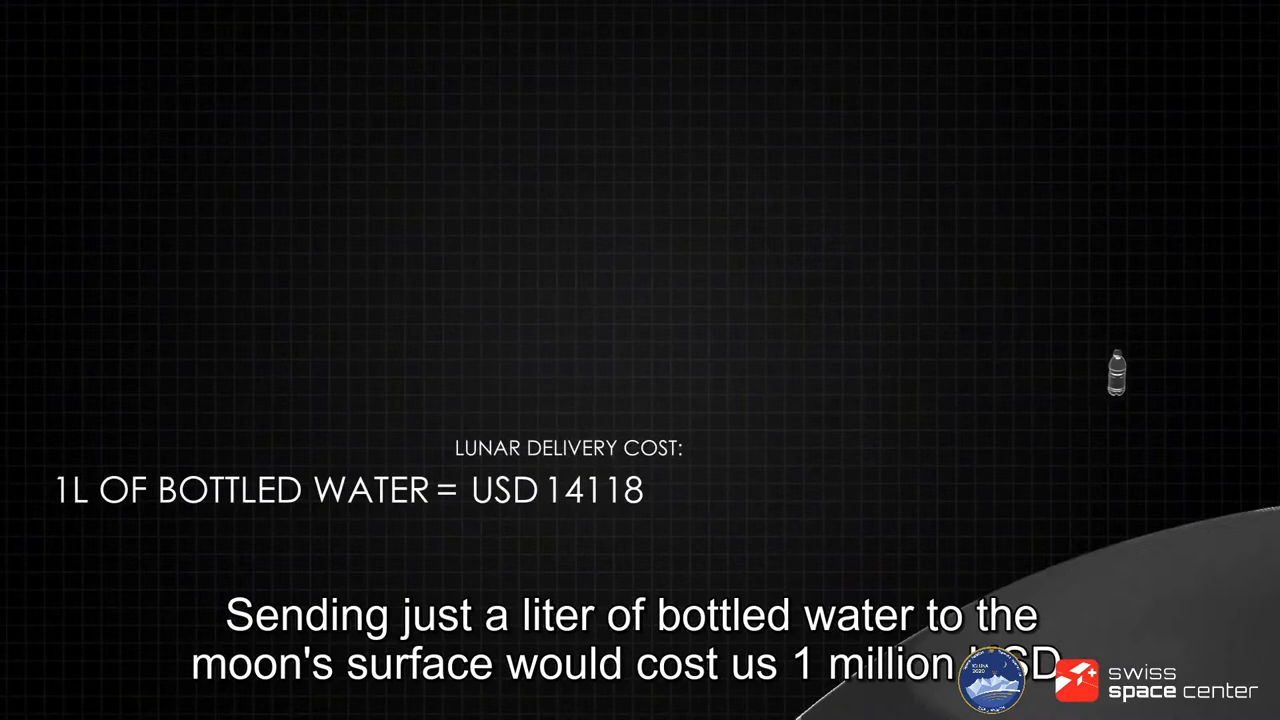 LUNAR DELIVERY COST:
1L OF BOTTLED WATER = USD 14118
Sending just a liter of bottled water to the
moon's surface would cost us 1 million USD
swiss
space center